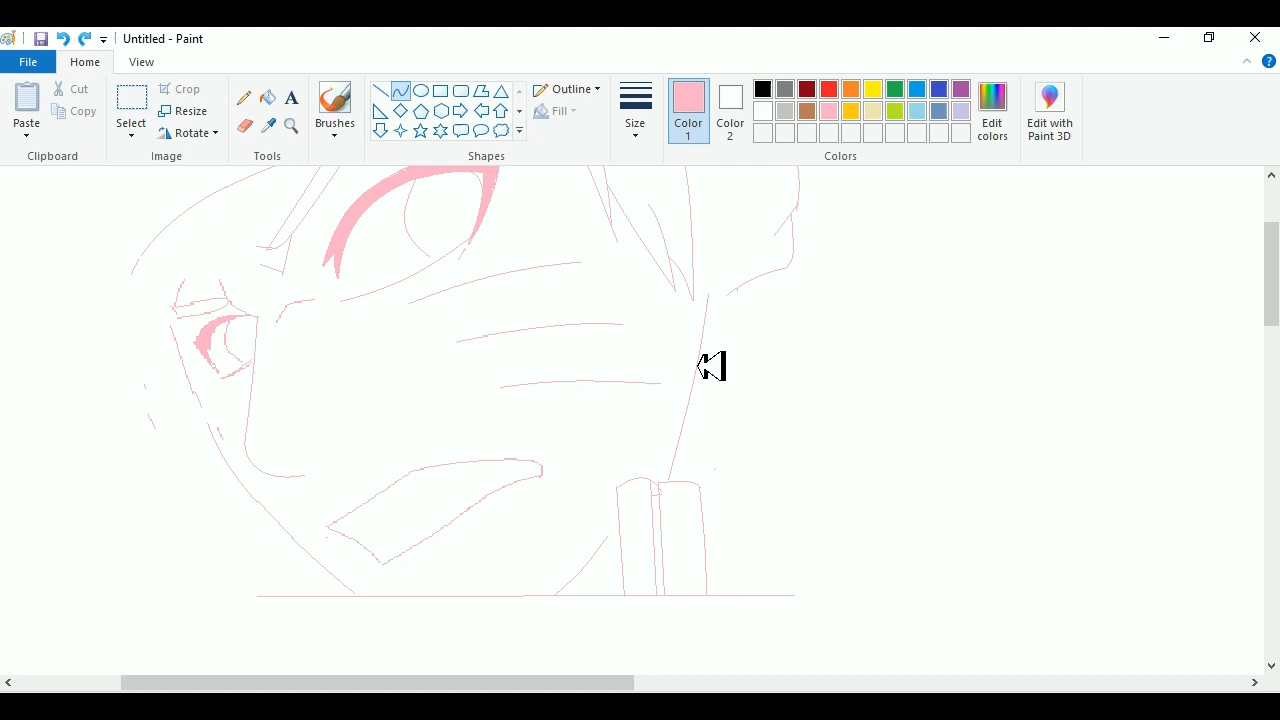 Untitled - Paint
File Home View
Paste
Cut
Copy
Clipboard
Select
Crop
Resize
Rotate
Image
A
Tools
Brushes
Shapes
Outline
Fill
Size
Color 1
Color 2
Edit colors
Colors
Edit with Paint 3D
?